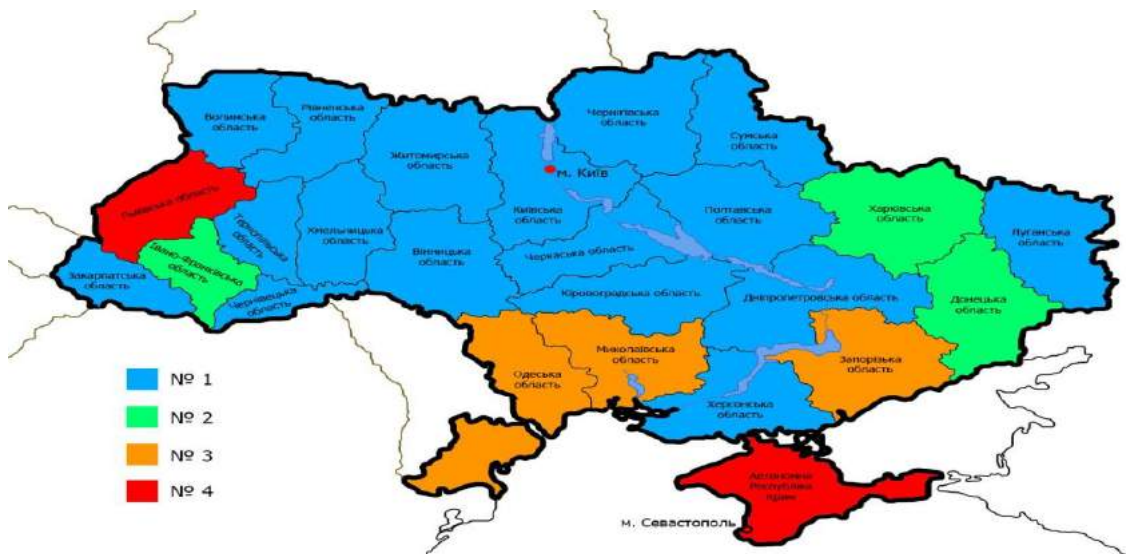 Волинська
область
Рівненська
область
Житомирська
область
Чернігівська
область
Сумська
область
м. Київ
Київська
область
Львівська область
Тернопільська
область
Хмельницька
область
Вінницька
область
Черкаська область
Полтавська
область
Харківська
область
Луганська
область
Закарпатська
область
Івано-Франківська
область
Чернівецька
область
Кіровоградська область
Дніпропетровська область
Донецька
область
Одеська
область
Миколаївська
область
Запорізька
область
Херсонська
область
Автономна
Республіка
Крим
м. Севастополь
№ 1
№ 2
№ 3
№ 4